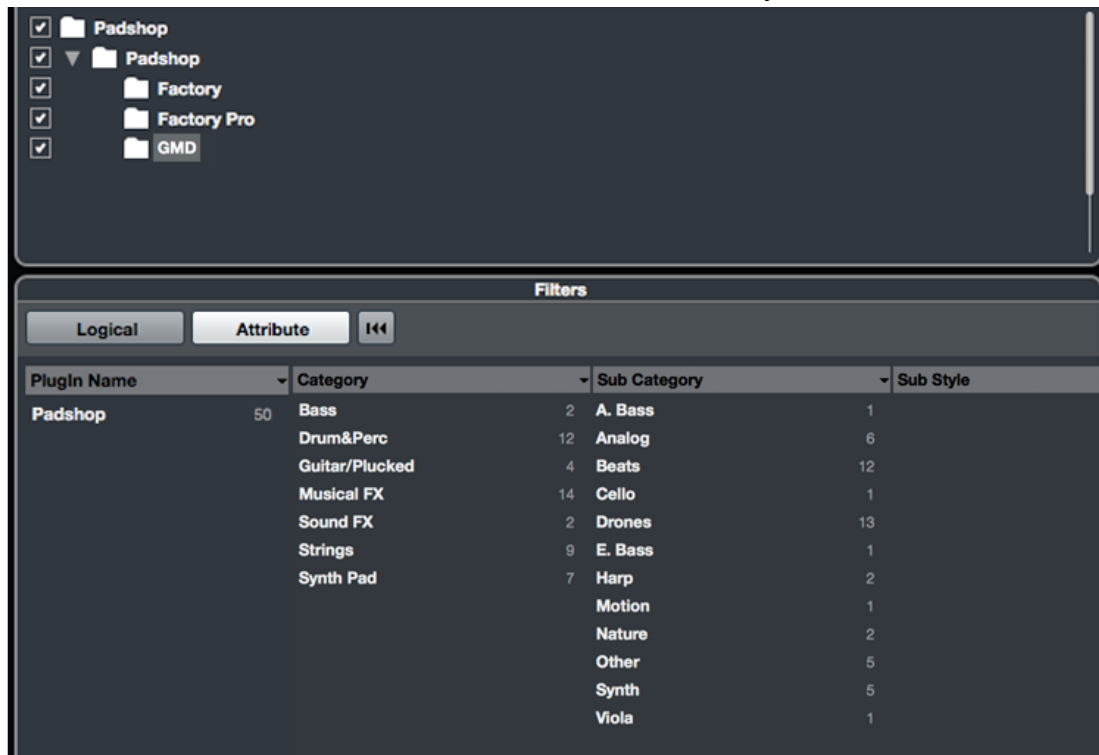 Padshop
Padshop
Factory
Factory Pro
GMD
Filters
Logical Attribute
PlugIn Name Category Sub Category Sub Style
Padshop 50 Bass 2 A. Bass 1
Drum&Perc 12 Analog 6
Guitar/Plucked 4 Beats 12
Musical FX 14 Cello 1
Sound FX 2 Drones 13
Strings 9 E. Bass 1
Synth Pad 7 Harp 2
Motion 1
Nature 2
Other 5
Synth 5
Viola 1